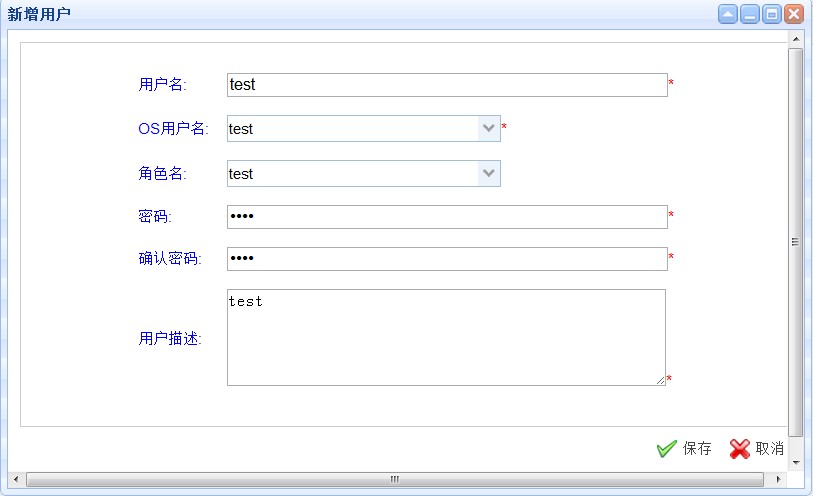 新增用户
用户名: test*
OS用户名: test*
角色名: test
密码: ••••*
确认密码: ••••*
用户描述: test*
保存 取消